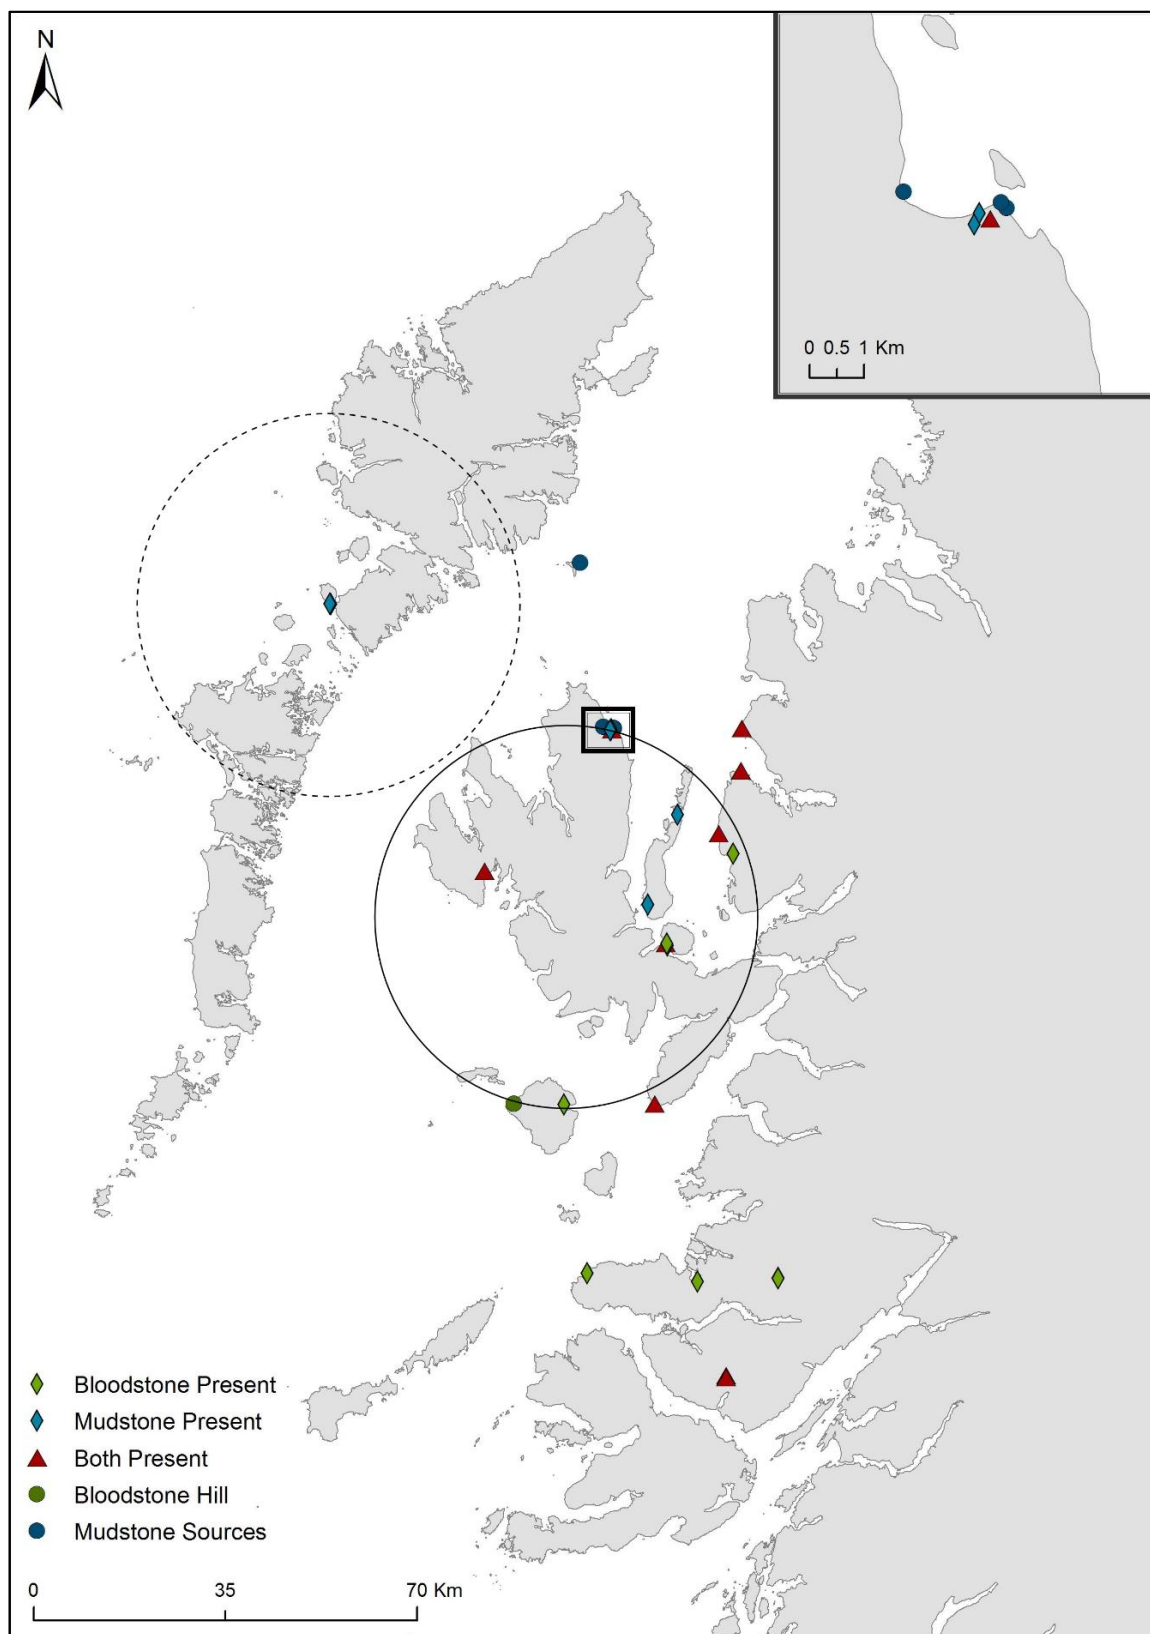 N
0 0.5 1 Km
Bloodstone Present
Mudstone Present
Both Present
Bloodstone Hill
Mudstone Sources
0 35 70 Km